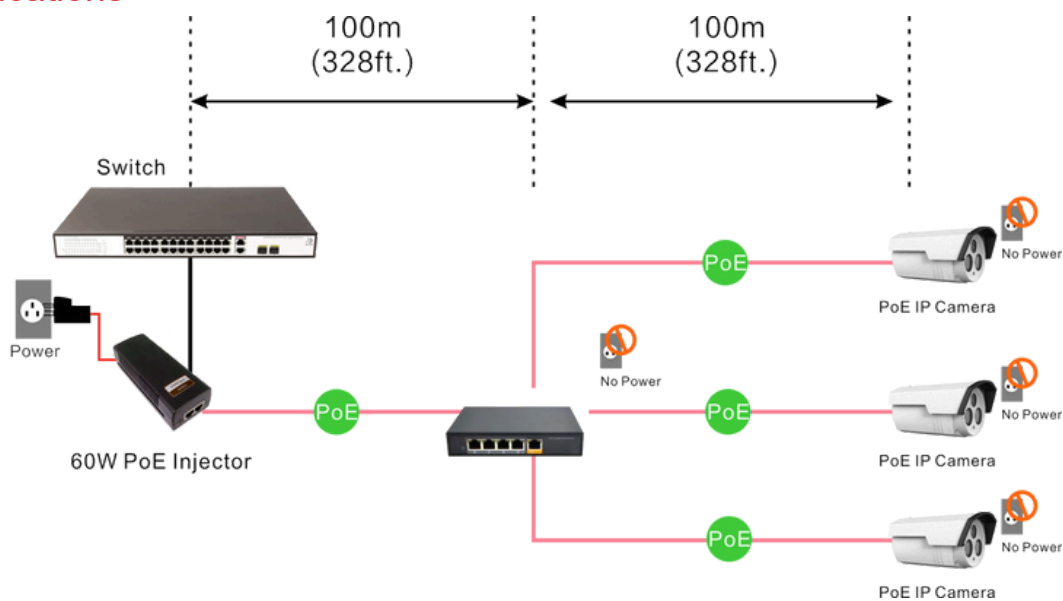 100m
(328ft.)
100m
(328ft.)
Switch
PoE
No Power
PoE IP Camera
Power
No Power
PoE
PoE
No Power
60W PoE Injector
PoE IP Camera
PoE
No Power
PoE IP Camera